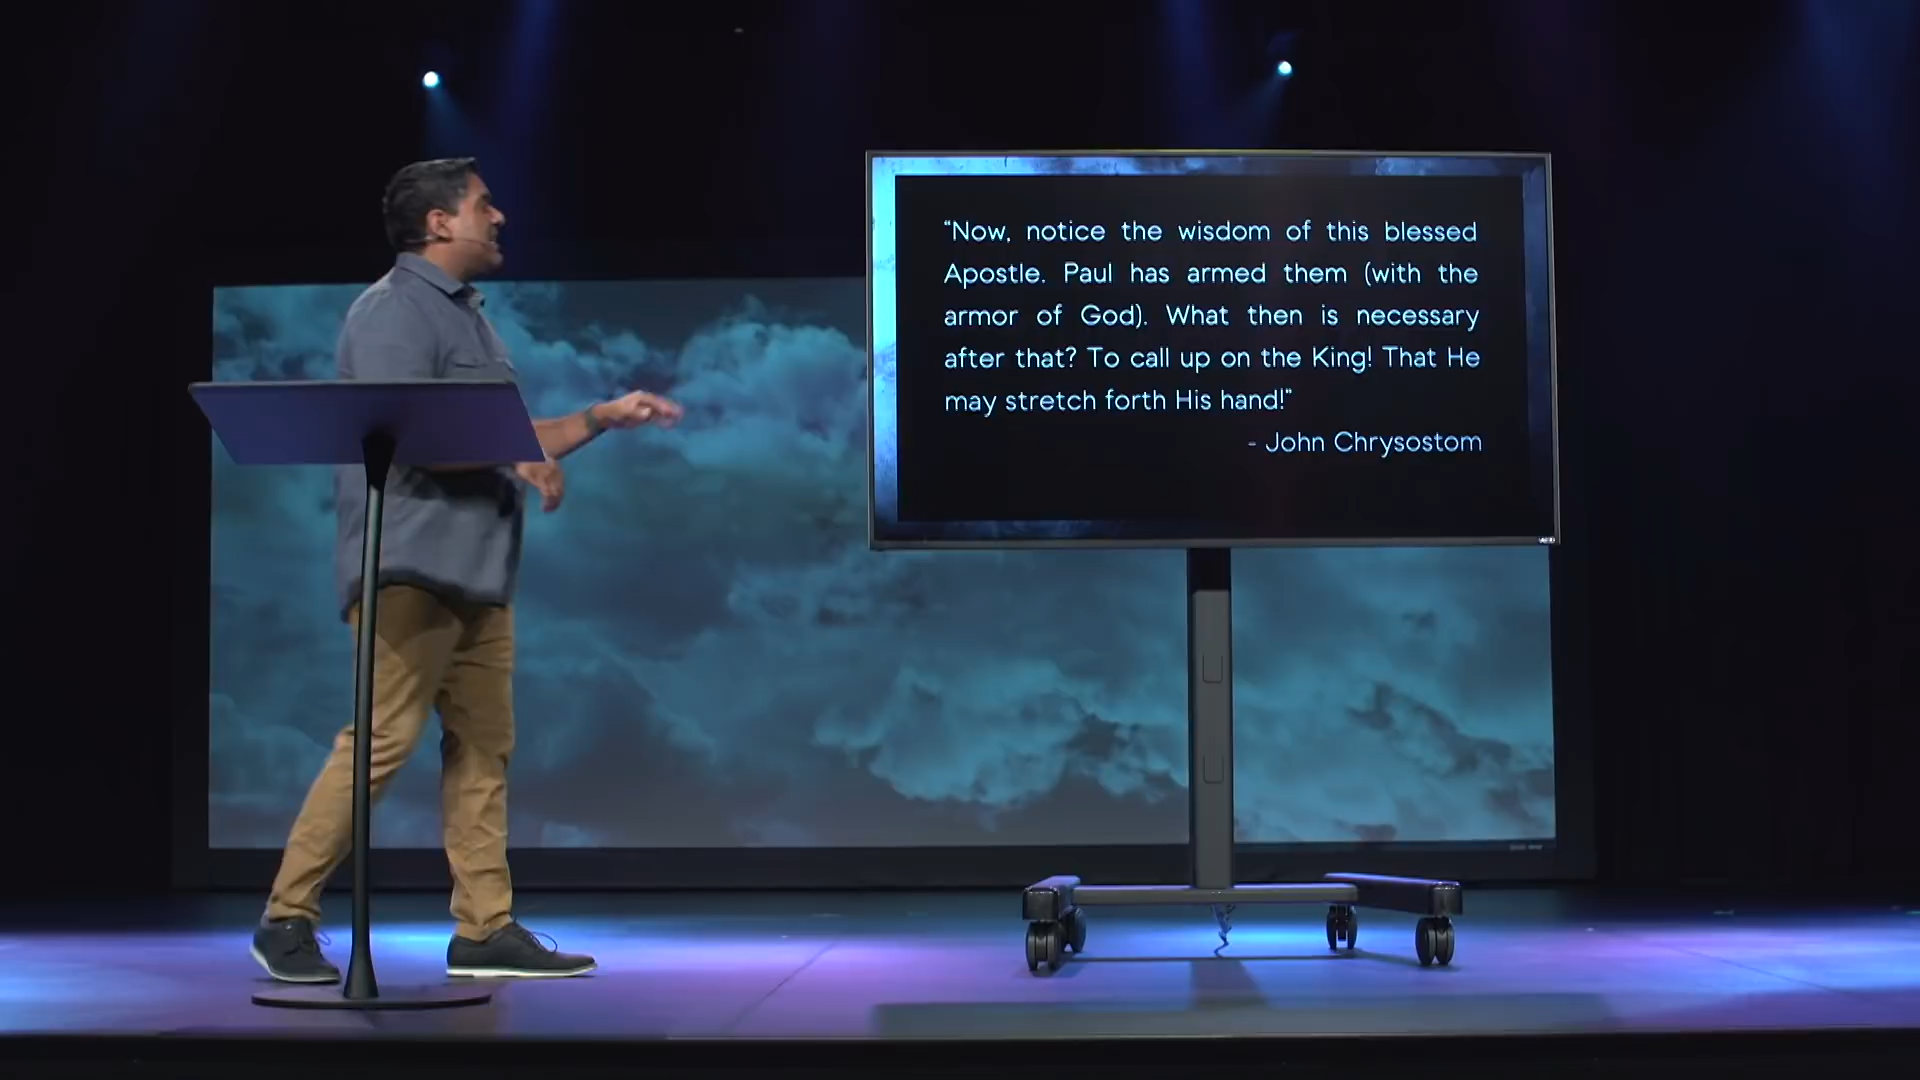 “Now, notice the wisdom of this blessed
Apostle. Paul has armed them (with the
armor of God). What then is necessary
after that? To call up on the King! That He
may stretch forth His hand!”
- John Chrysostom